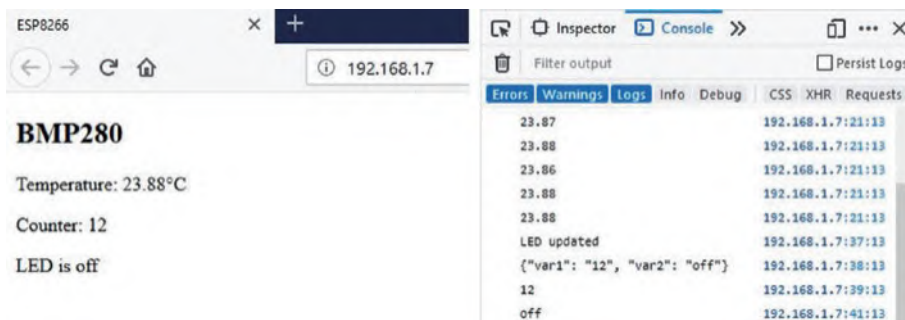 ESP8266
192.168.1.7
BMP280
Temperature: 23.88°C
Counter: 12
LED is off
Inspector Console
Filter output Persist Logs
Errors Warnings Logs Info Debug CSS XHR Requests
23.87 192.168.1.7:21:13
23.88 192.168.1.7:21:13
23.86 192.168.1.7:21:13
23.88 192.168.1.7:21:13
23.88 192.168.1.7:21:13
LED updated 192.168.1.7:37:13
{"var1": "12", "var2": "off"} 192.168.1.7:38:13
12 192.168.1.7:39:13
off 192.168.1.7:41:13